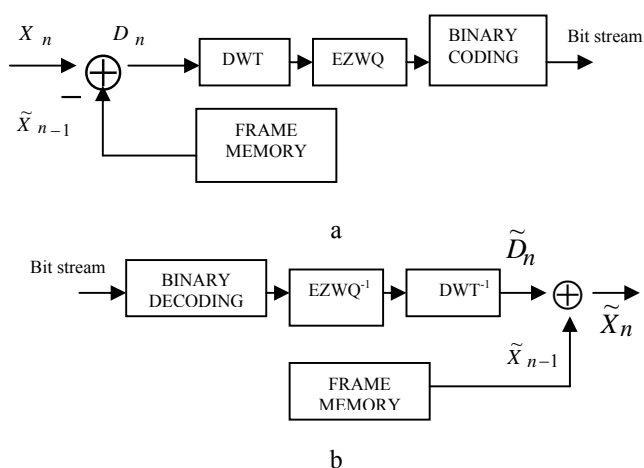 X n
D n
DWT
EZWQ
BINARY
CODING
Bit stream
−
X̃ n−1
FRAME
MEMORY
a
Bit stream
BINARY
DECODING
EZWQ-1
DWT-1
D̃n
X̃n
X̃ n−1
FRAME
MEMORY
b